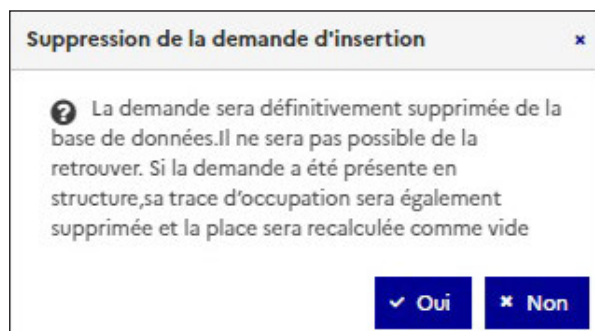 Suppression de la demande d'insertion
La demande sera définitivement supprimée de la
base de données.Il ne sera pas possible de la
retrouver. Si la demande a été présente en
structure,sa trace d’occupation sera également
supprimée et la place sera recalculée comme vide
Oui
Non